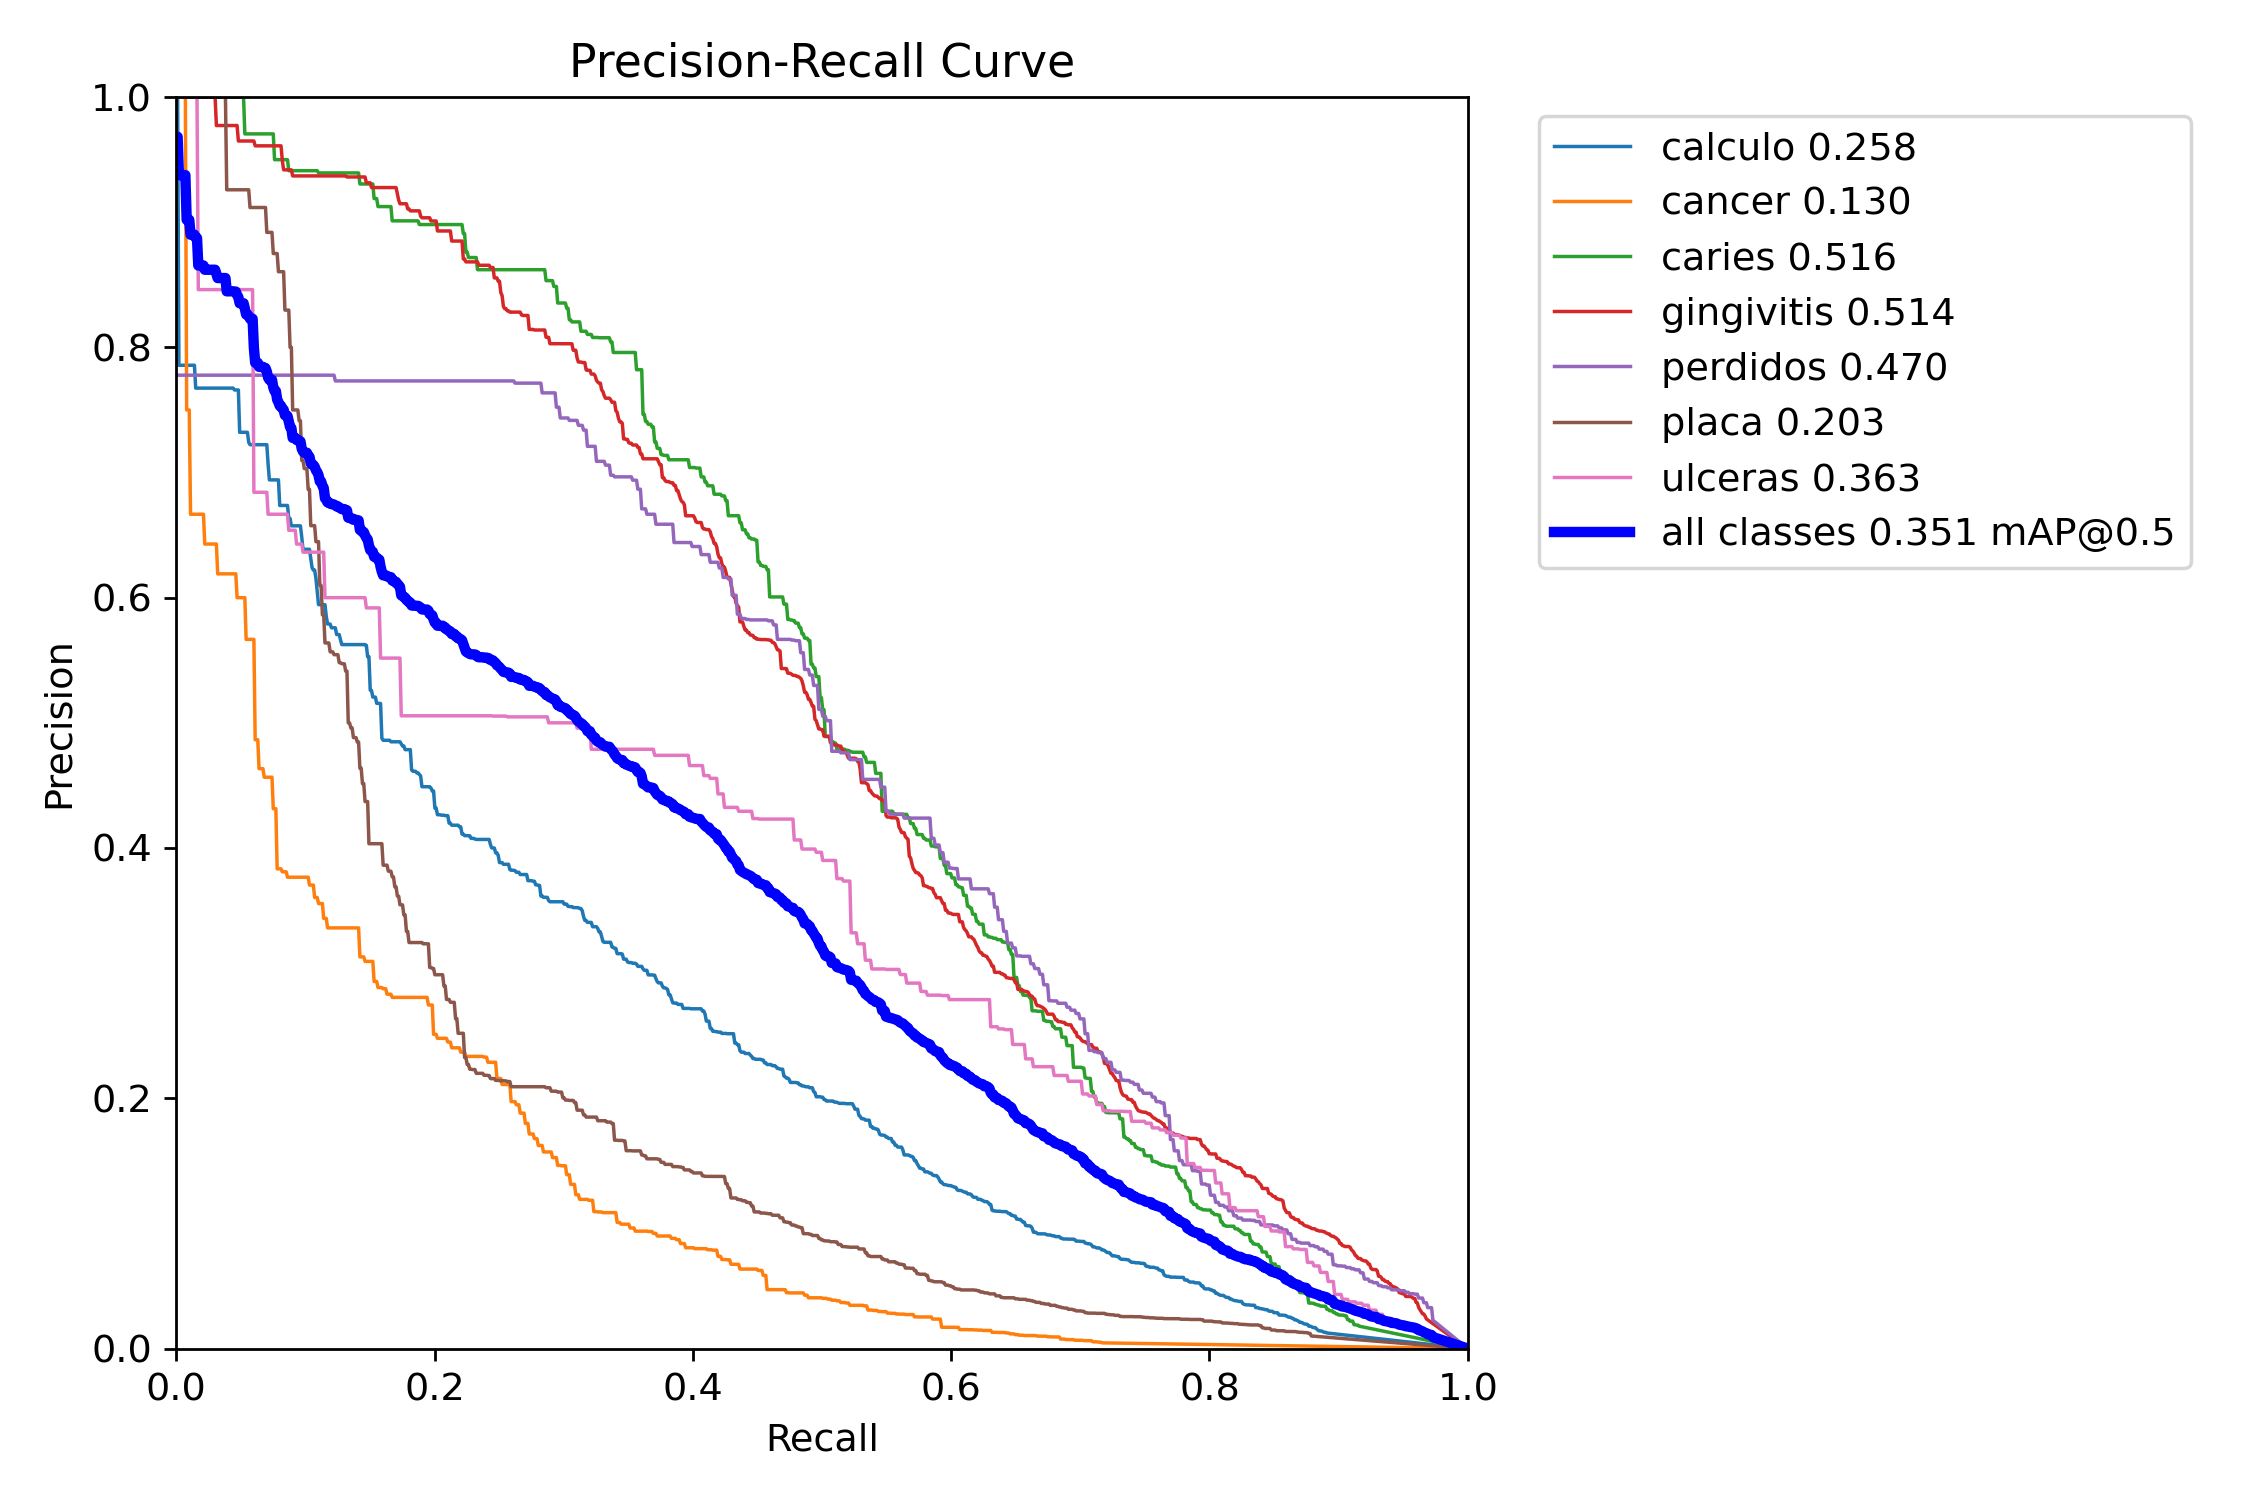 Precision-Recall Curve
1.0
0.8
0.6
0.4
0.2
0.0
Precision
0.0 0.2 0.4 0.6 0.8 1.0
Recall
calculo 0.258
cancer 0.130
caries 0.516
gingivitis 0.514
perdidos 0.470
placa 0.203
ulceras 0.363
all classes 0.351 mAP@0.5